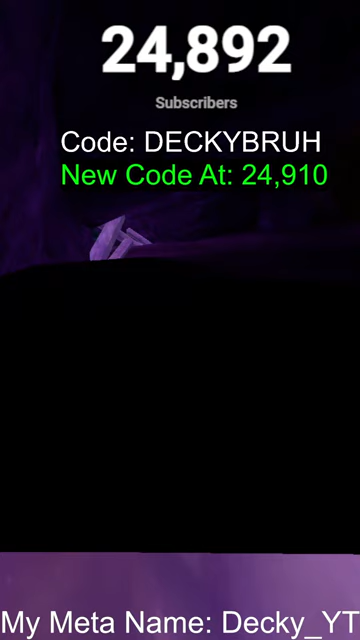 24,892
Subscribers
Code: DECKYBRUH
New Code At: 24,910
My Meta Name: Decky_YT